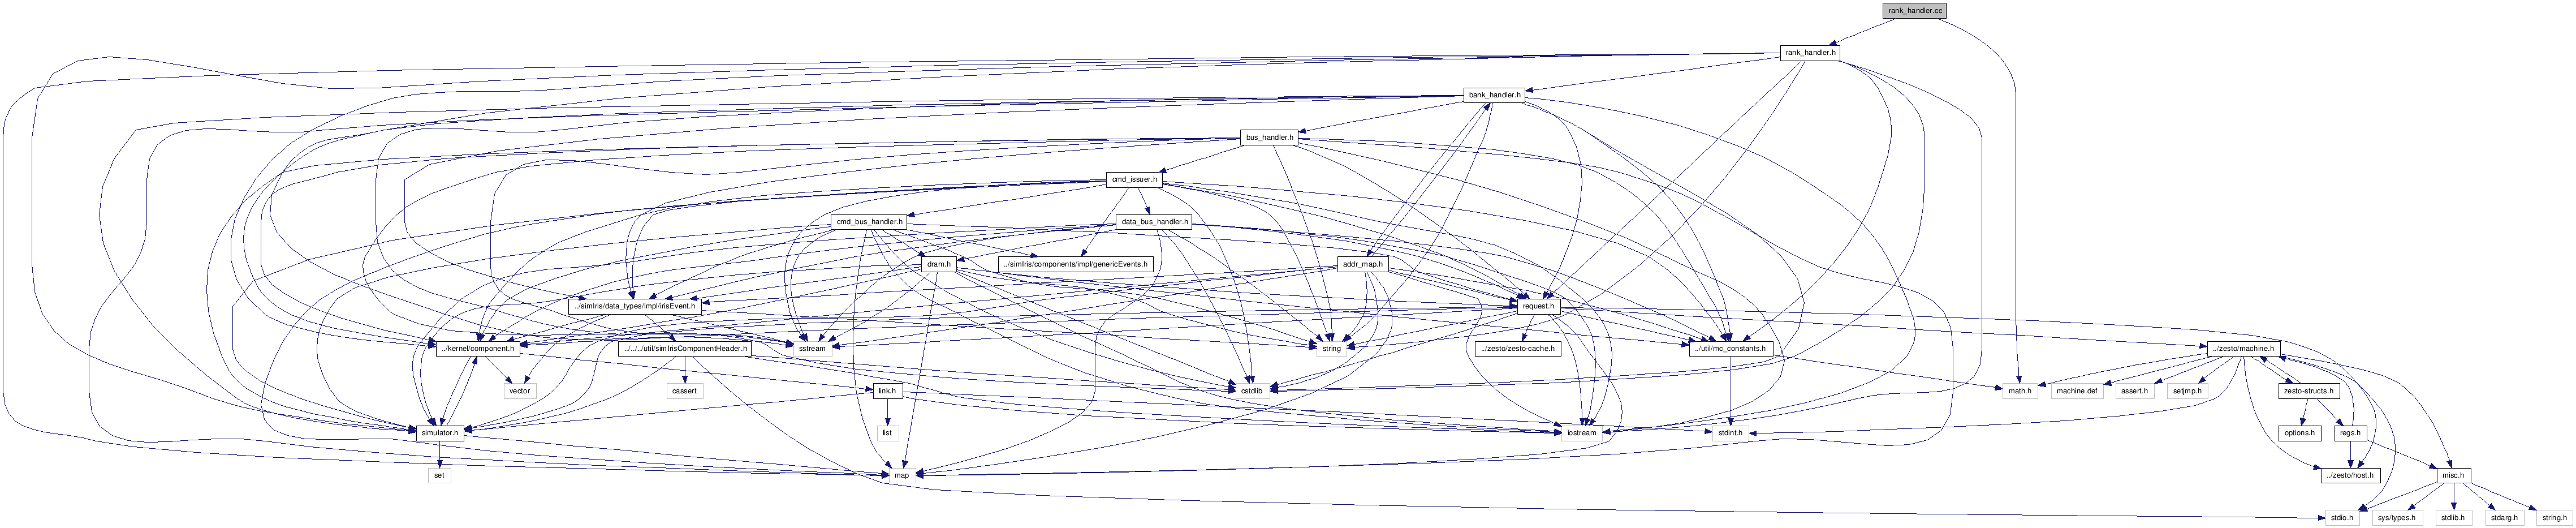 rank_handler.cc
rank_handler.h
bank_handler.h
bus_handler.h
cmd_issuer.h
cmd_bus_handler.h
data_bus_handler.h
dram.h
../simIris/components/impl/genericEvents.h
addr_map.h
../simIris/data_types/impl/irisEvent.h
request.h
../kernel/component.h
sstream
../../../util/simIrisComponentHeader.h
string
../zesto/zesto-cache.h
../util/mc_constants.h
../zesto/machine.h
vector
cassert
link.h
cstdlib
math.h
machine.def
assert.h
setjmp.h
zesto-structs.h
simulator.h
list
iostream
stdint.h
options.h
regs.h
set
map
../zesto/host.h
misc.h
stdio.h
sys/types.h
stdlib.h
stdarg.h
string.h